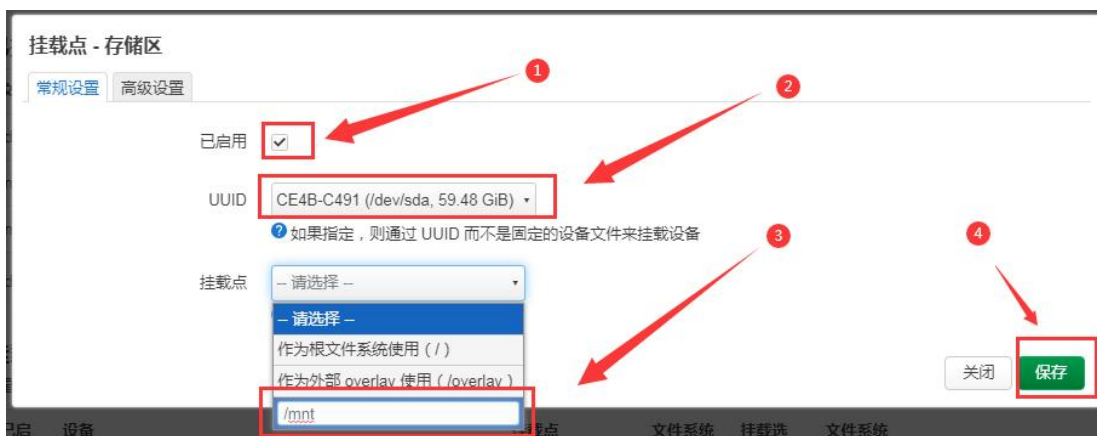 挂载点 - 存储区
常规设置 高级设置
1
2
已启用
UUID CE4B-C491 (/dev/sda, 59.48 GiB)
如果指定，则通过 UUID 而不是固定的设备文件来挂载设备
3
4
挂载点 -- 请选择 --
-- 请选择 --
作为根文件系统使用（/）
作为外部 overlay 使用（/overlay）
关闭 保存
/mnt
设备 文件系统 挂载选 文件系统